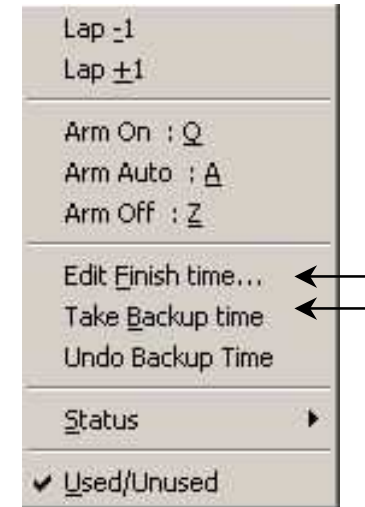 Lap -1
Lap +1
Arm On : Q
Arm Auto : A
Arm Off : Z
Edit Finish time...
Take Backup time
Undo Backup Time
Status
Used/Unused